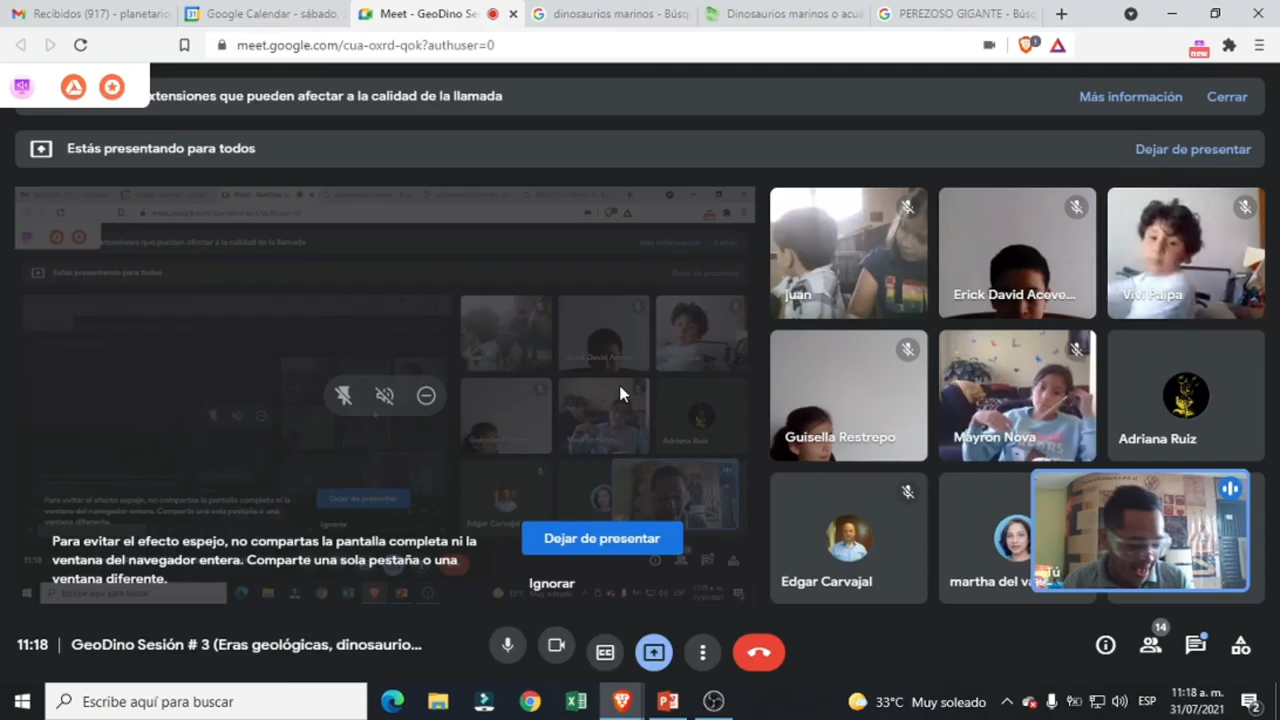 Recibidos (917) - planetario
Google Calendar - sábado,
Meet - GeoDino Se
dinosaurios marinos - Búsq
Dinosaurios marinos o acuá
PEREZOSO GIGANTE - Búsq
meet.google.com/cua-oxrd-qok?authuser=0
1
new
xtensiones que pueden afectar a la calidad de la llamada
Más información
Cerrar
Estás presentando para todos
Dejar de presentar
juan
Erick David Aceve...
Vivi Palpa
Guisella Restrepo
Mayron Nova
Adriana Ruiz
Edgar Carvajal
martha del va
Tú
Para evitar el efecto espejo, no compartas la pantalla completa ni la
ventana del navegador entera. Comparte una sola pestaña o una
ventana diferente.
Dejar de presentar
Ignorar
11:18 | GeoDino Sesión # 3 (Eras geológicas, dinosaurio...
14
Escribe aquí para buscar
33°C Muy soleado
ESP
11:18 a. m.
31/07/2021
2